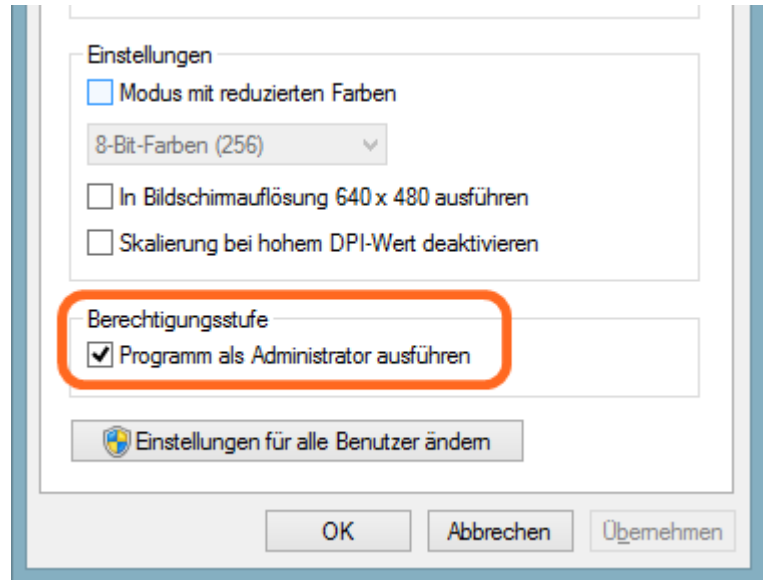 Einstellungen
Modus mit reduzierten Farben
8-Bit-Farben (256)
In Bildschirmauflösung 640 x 480 ausführen
Skalierung bei hohem DPI-Wert deaktivieren
Berechtigungsstufe
Programm als Administrator ausführen
Einstellungen für alle Benutzer ändern
OK Abbrechen Übernehmen